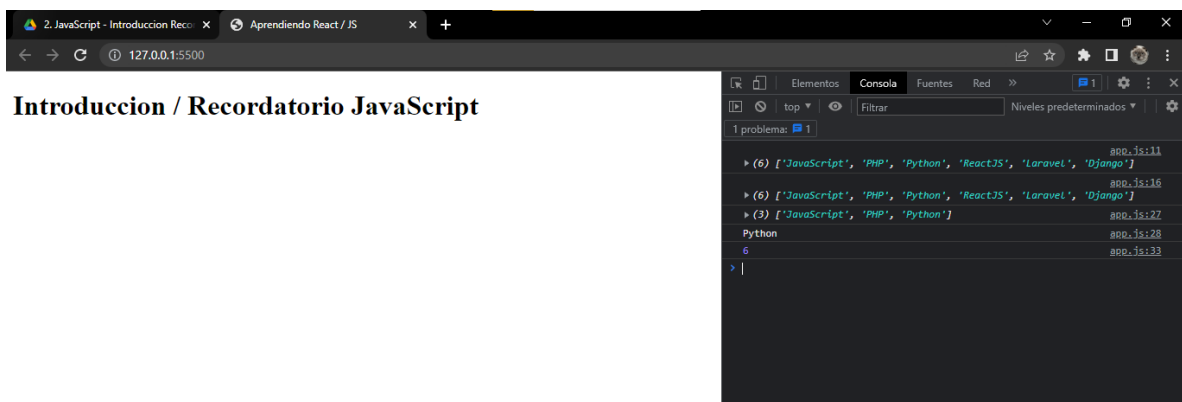 2. JavaScript - Introduccion Reco
Aprendiendo React / JS
127.0.0.1:5500
Introduccion / Recordatorio JavaScript
Elementos Consola Fuentes Red
1
top Filtrar Niveles predeterminados
1 problema: 1
app.js:11
(6) ['JavaScript', 'PHP', 'Python', 'ReactJS', 'Laravel', 'Django']
app.js:16
(6) ['JavaScript', 'PHP', 'Python', 'ReactJS', 'Laravel', 'Django']
(3) ['JavaScript', 'PHP', 'Python'] app.js:27
Python app.js:28
6 app.js:33